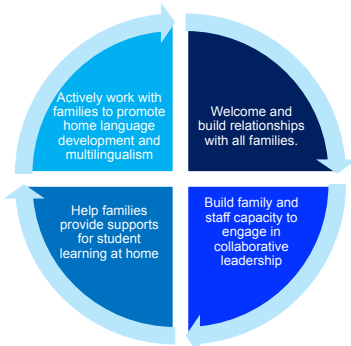 Actively work with
families to promote
home language
development and
multilingualism
Welcome and
build relationships
with all families.
Help families
provide supports
for student
learning at home
Build family and
staff capacity to
engage in
collaborative
leadership